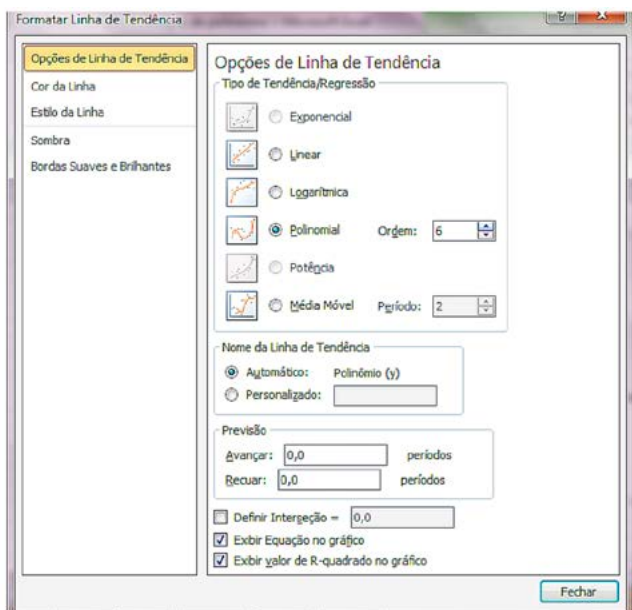 Formatar Linha de Tendência
Opções de Linha de Tendência
Cor da Linha
Estilo da Linha
Sombra
Bordas Suaves e Brilhantes
Opções de Linha de Tendência
Tipo de Tendência/Regressão
Exponencial
Linear
Logarítmica
Polinomial Ordem: 6
Potência
Média Móvel Período: 2
Nome da Linha de Tendência
Automático: Polinômio (y)
Personalizado:
Previsão
Avançar: 0,0 períodos
Recuar: 0,0 períodos
Definir Interseção = 0,0
Exibir Equação no gráfico
Exibir valor de R-quadrado no gráfico
Fechar